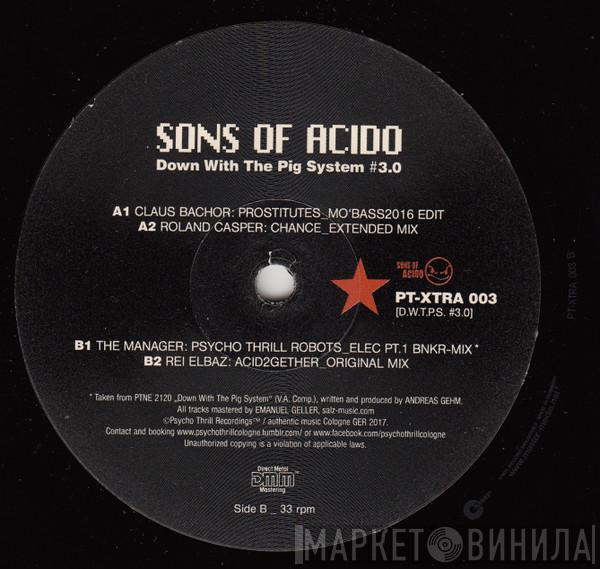 SONS OF ACIDO
Down With The Pig System #3.0
A1 CLAUS BACHOR: PROSTITUTES_MO'BASS2016 EDIT
A2 ROLAND CASPER: CHANCE_EXTENDED MIX
SONS OF
ACIDO
PT-XTRA 003
[D.W.T.P.S. #3.0]
B1 THE MANAGER: PSYCHO THRILL ROBOTS_ELEC PT.1 BNKR-MIX*
B2 REI ELBAZ: ACID2GETHER_ORIGINAL MIX
* Taken from PTNE 2120 „Down With The Pig System“ (V.A. Comp.), written and produced by ANDREAS GEHM.
All tracks mastered by EMANUEL GELLER, salz-music.com
©Psycho Thrill Recordings™ / authentic music Cologne GER 2017.
Contact and booking www.psychothrillcologne.tumblr.com/ or www.facebook.com/psychothrillcologne
Unauthorized copying is a violation of applicable laws.
Direct Metal
DMM
Mastering
Side B _ 33 rpm
PT-XTRA 003 B
МАРКЕТ ВИНИЛА